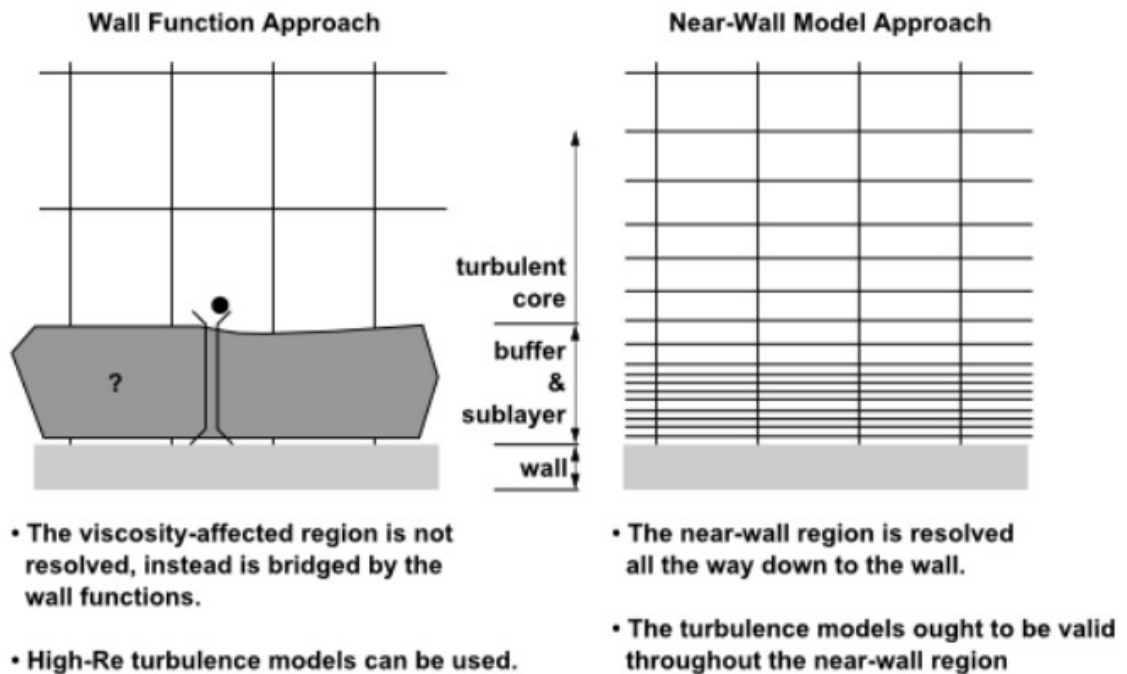 Wall Function Approach
Near-Wall Model Approach
turbulent
core
buffer
&
sublayer
wall
?
• The viscosity-affected region is not
resolved, instead is bridged by the
wall functions.
• High-Re turbulence models can be used.
• The near-wall region is resolved
all the way down to the wall.
• The turbulence models ought to be valid
throughout the near-wall region